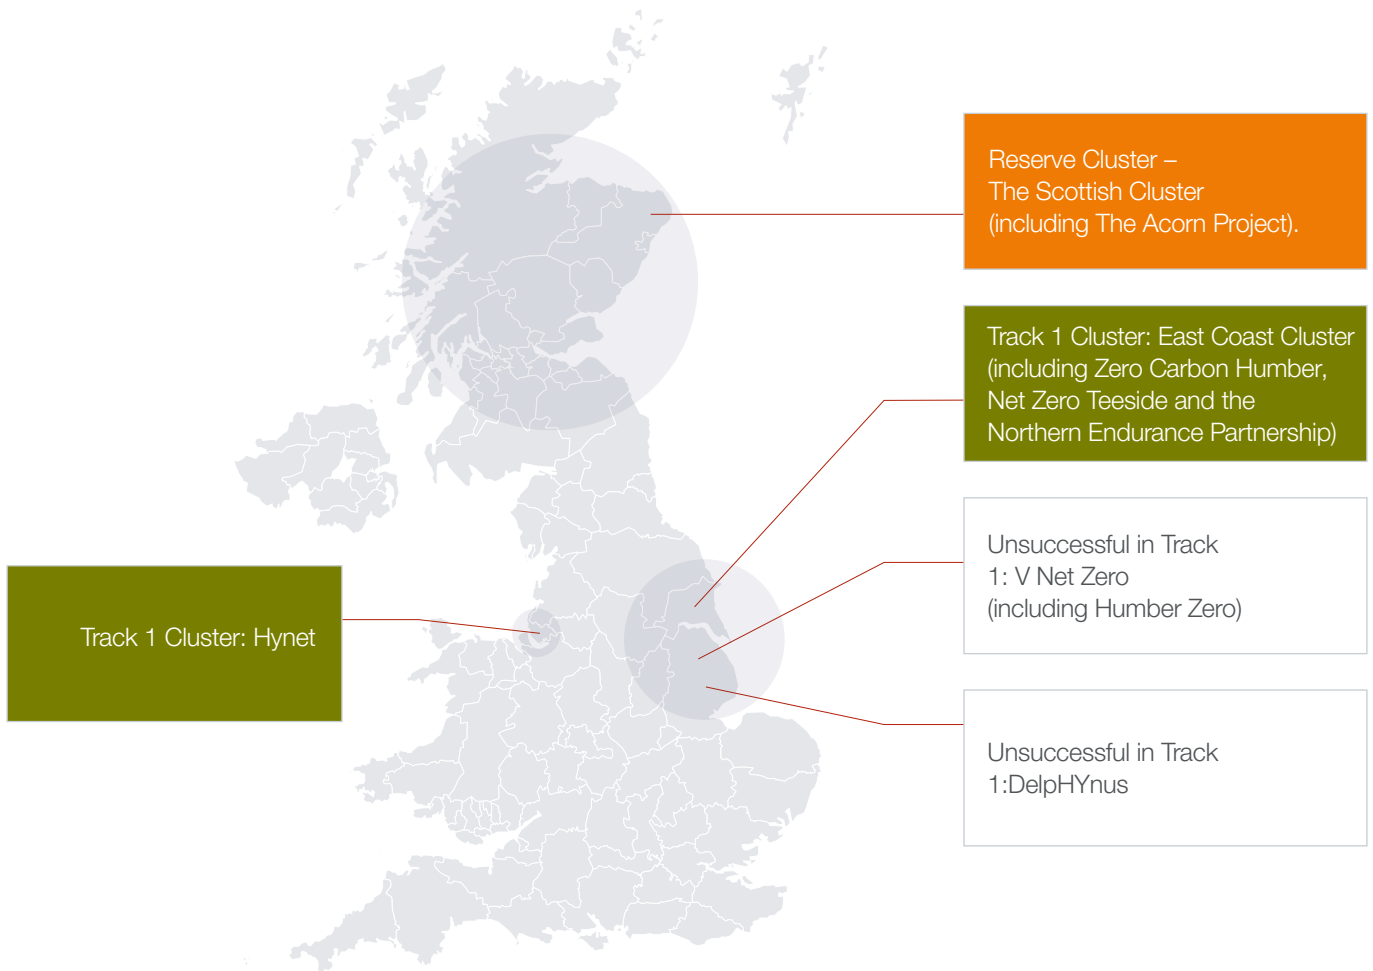 Reserve Cluster –
The Scottish Cluster
(including The Acorn Project).
Track 1 Cluster: East Coast Cluster
(including Zero Carbon Humber,
Net Zero Teeside and the
Northern Endurance Partnership)
Unsuccessful in Track
1: V Net Zero
(including Humber Zero)
Track 1 Cluster: Hynet
Unsuccessful in Track
1:DelpHYnus